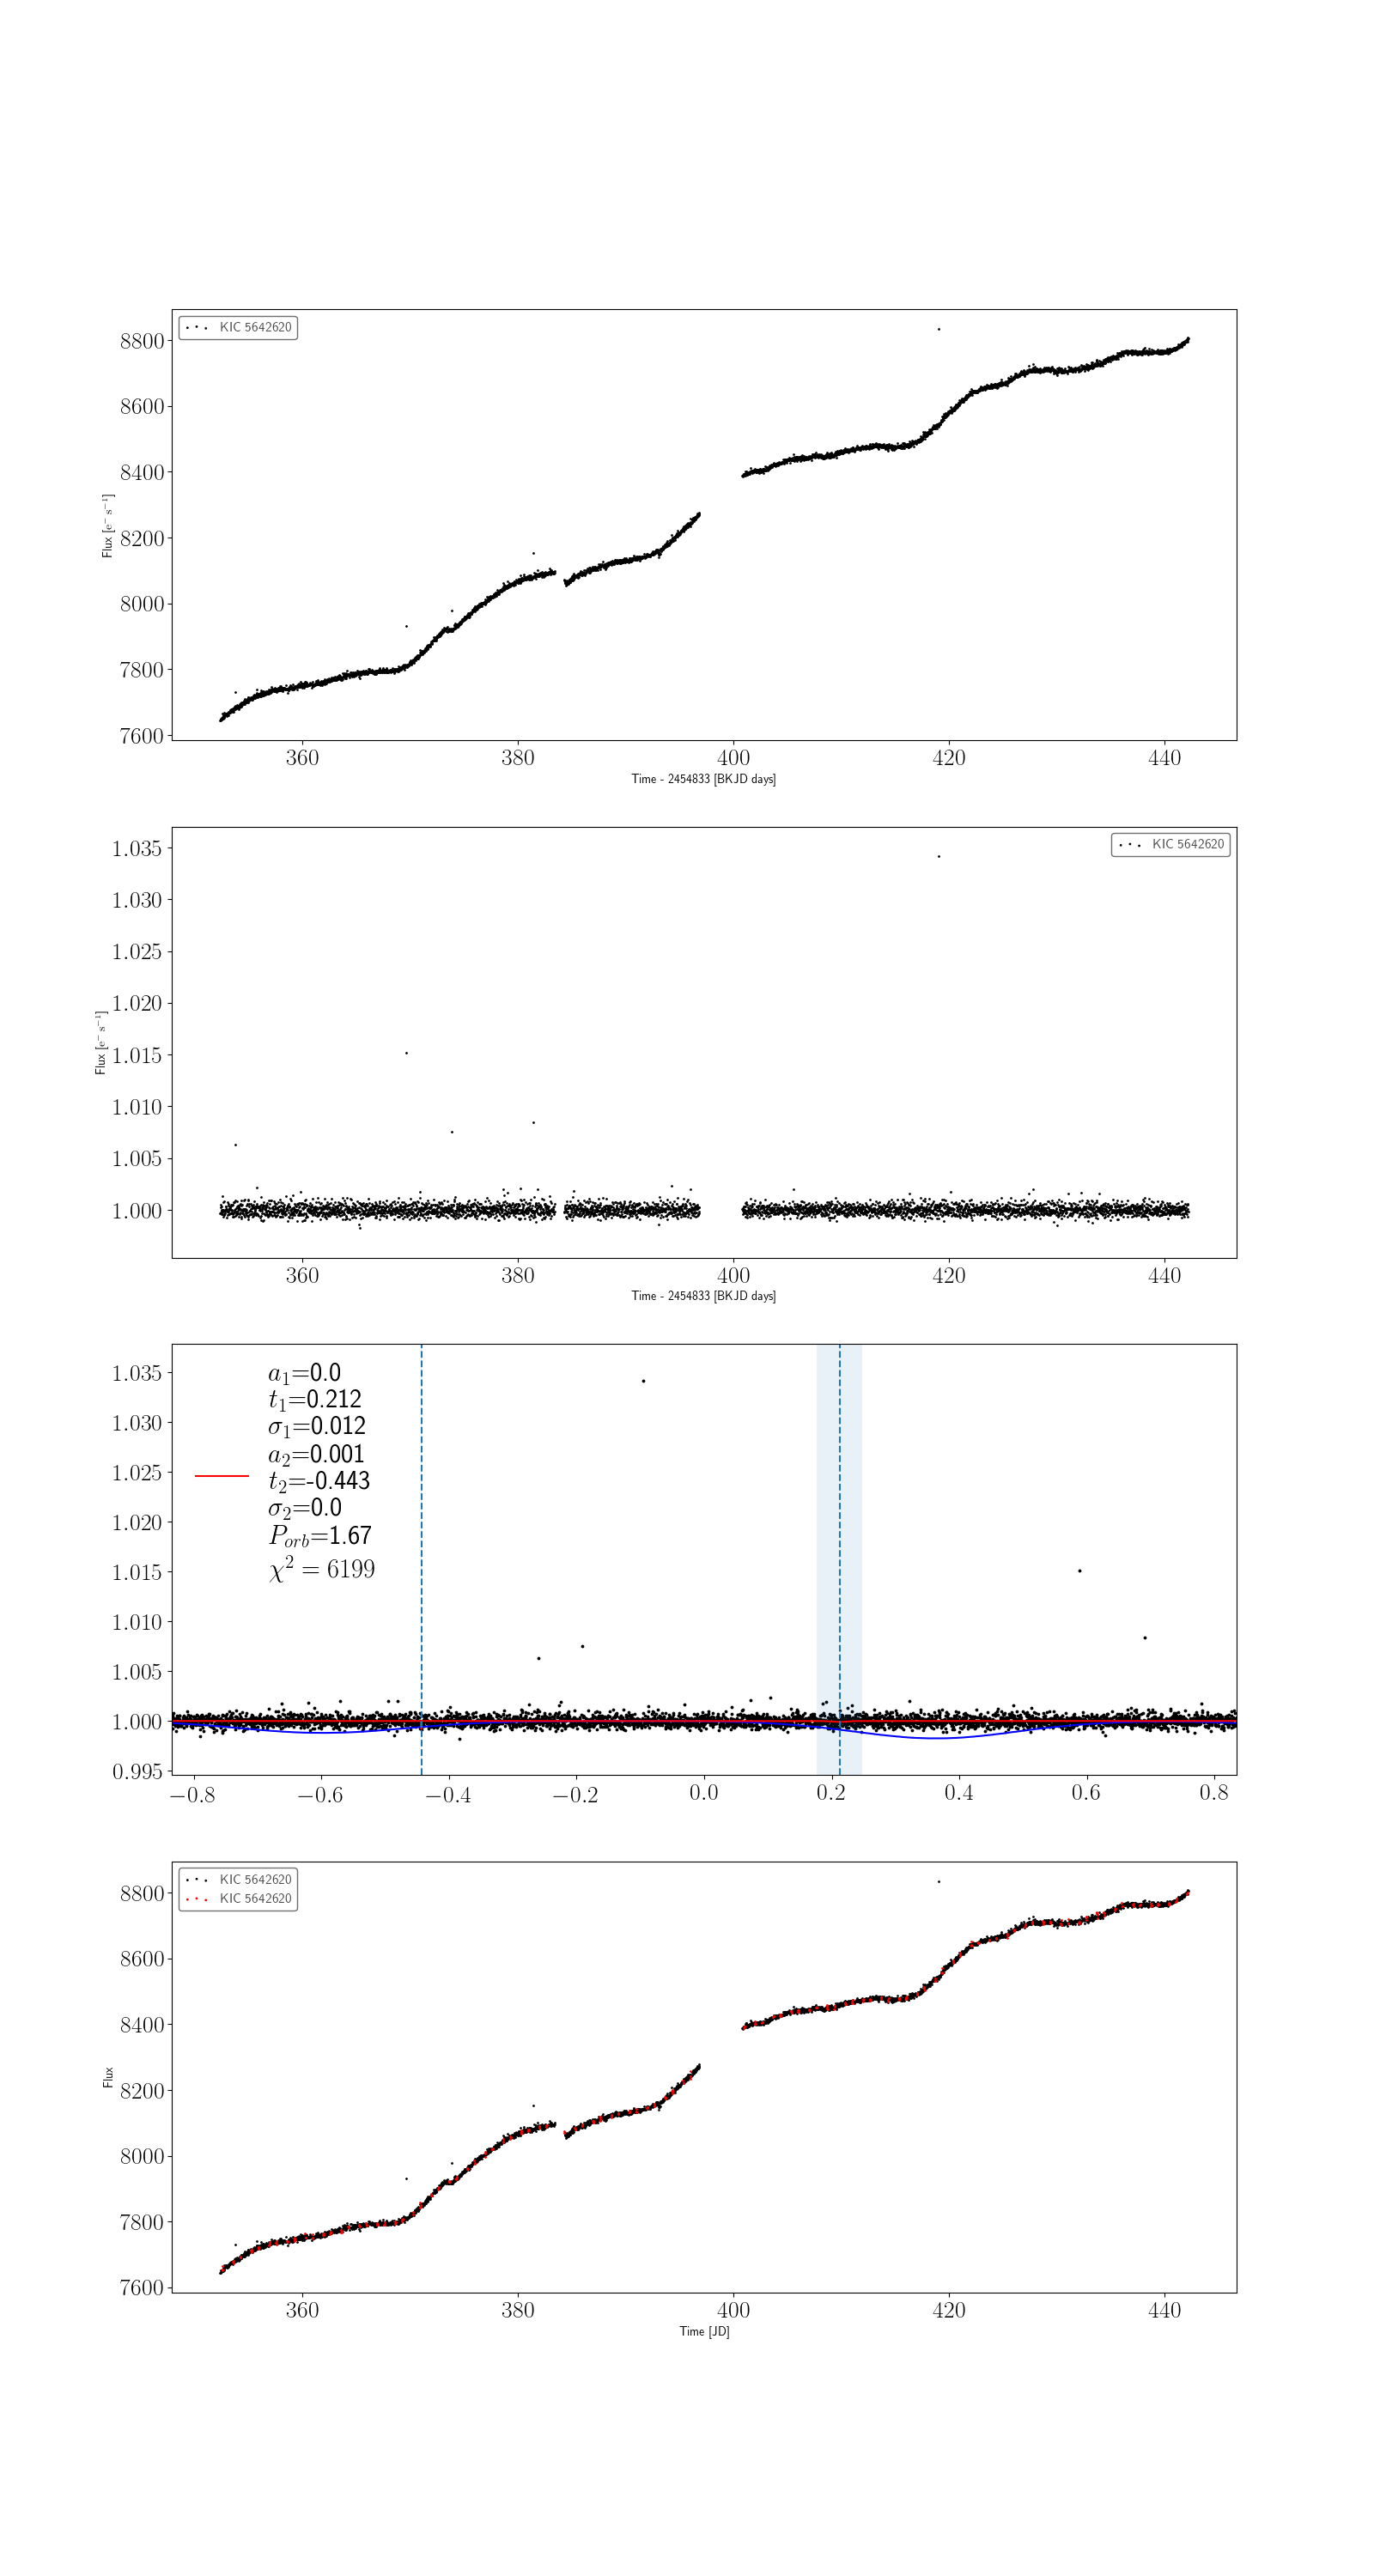 KIC 5642620
8800
8600
8400
8200
8000
7800
7600
Flux [e⁻ s⁻¹]
360 380 400 420 440
Time - 2454833 [BKJD days]
KIC 5642620
1.035
1.030
1.025
1.020
1.015
1.010
1.005
1.000
Flux [e⁻ s⁻¹]
360 380 400 420 440
Time - 2454833 [BKJD days]
1.035
1.030
1.025
1.020
1.015
1.010
1.005
1.000
0.995
a₁=0.0
t₁=0.212
σ₁=0.012
a₂=0.001
t₂=-0.443
σ₂=0.0
P_orb=1.67
χ² = 6199
−0.8 −0.6 −0.4 −0.2 0.0 0.2 0.4 0.6 0.8
KIC 5642620
KIC 5642620
8800
8600
8400
8200
8000
7800
7600
Flux
360 380 400 420 440
Time [JD]